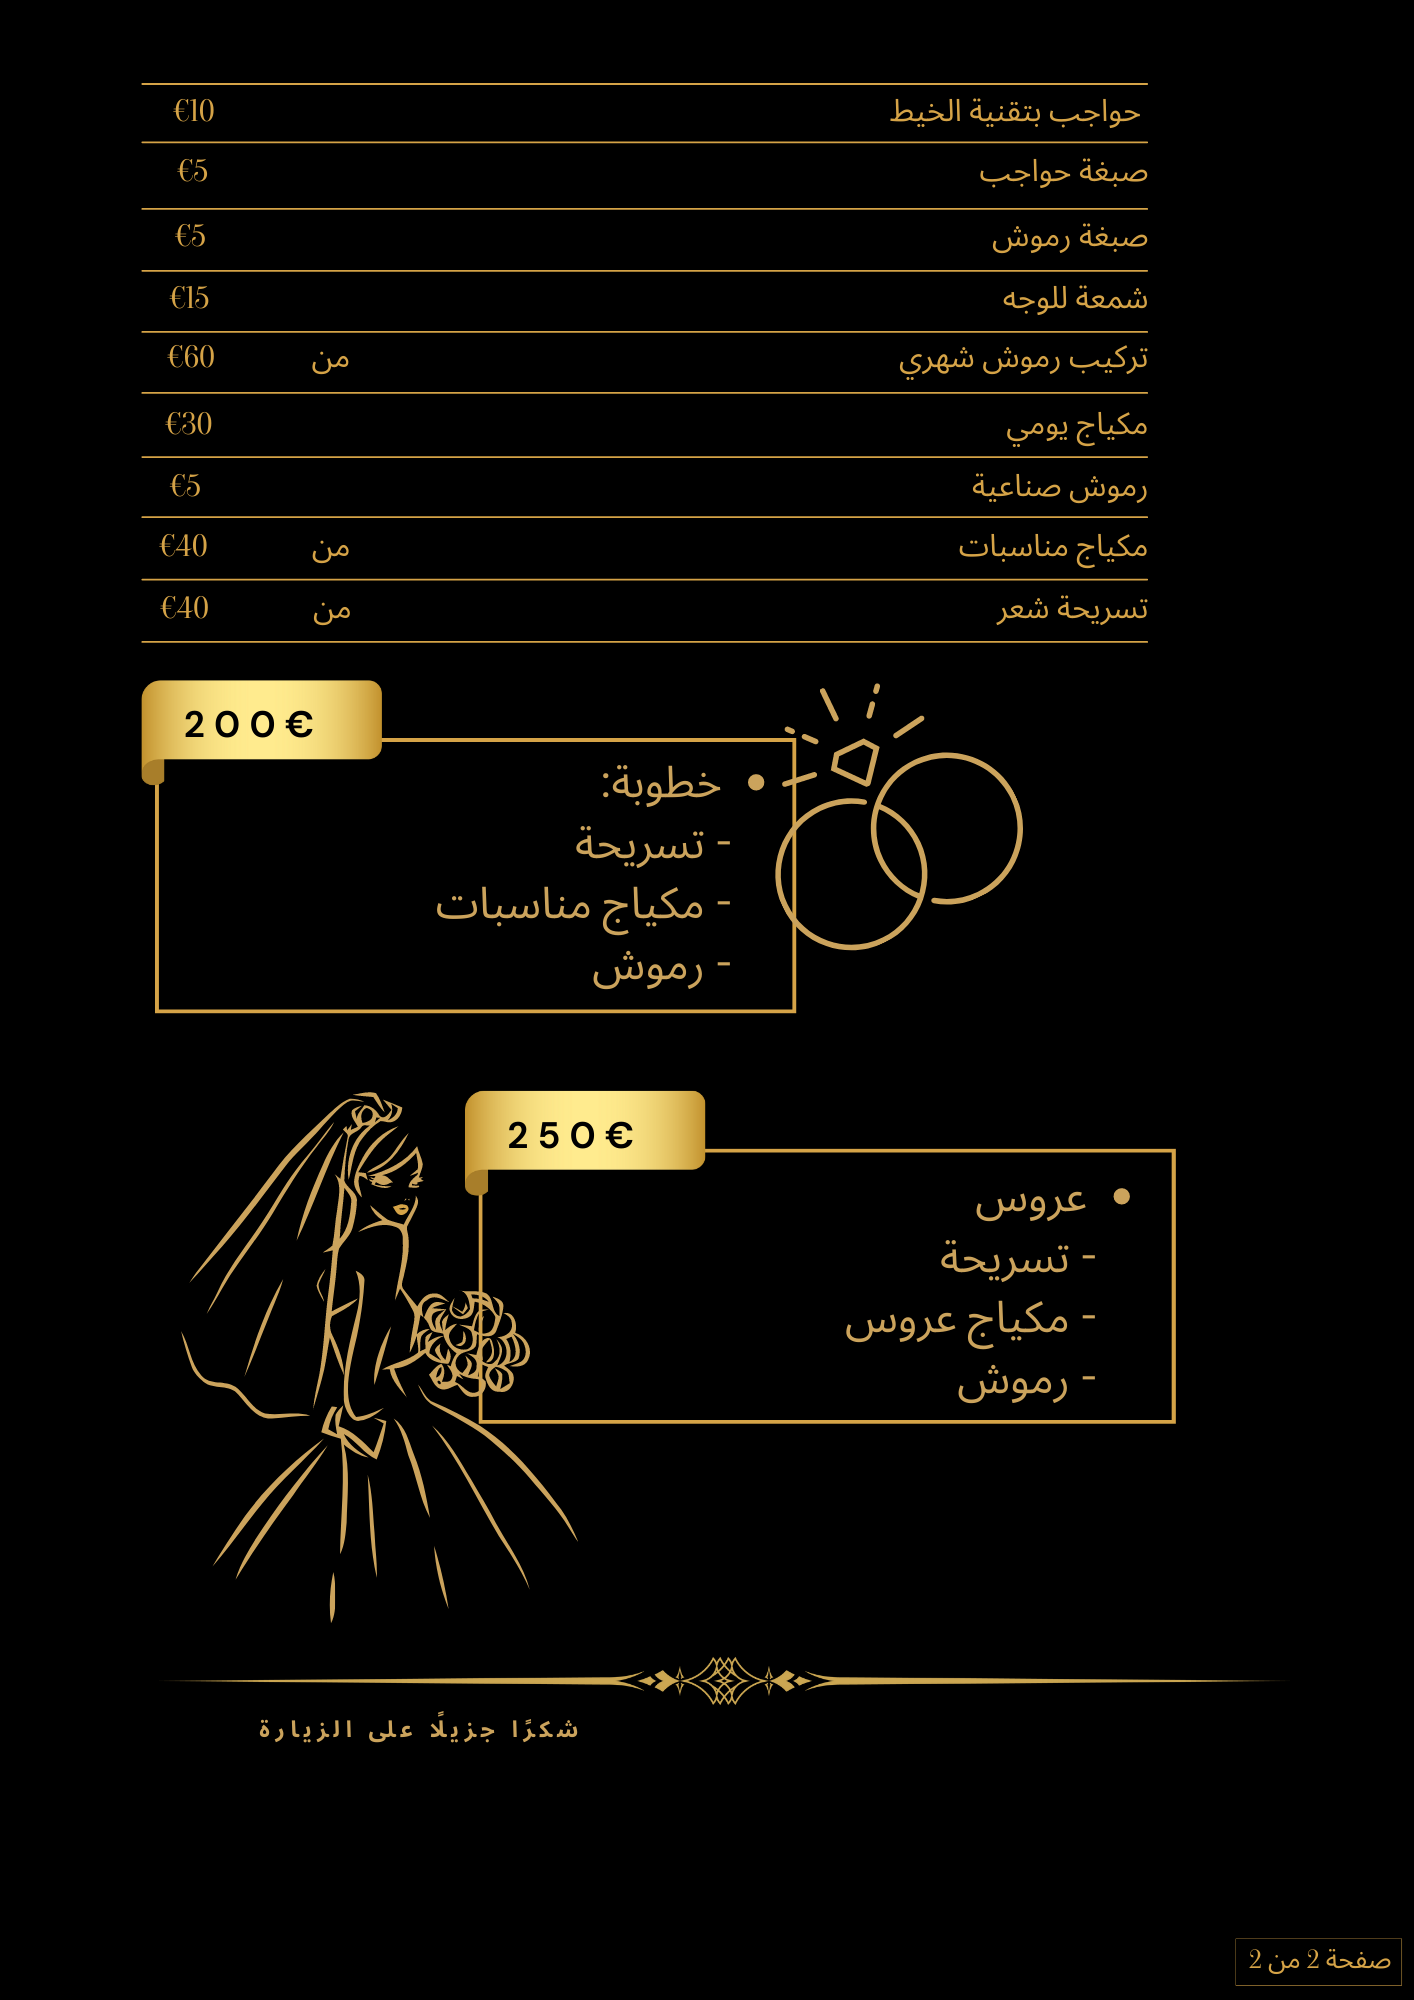 حواجب بتقنية الخيط €10
صبغة حواجب €5
صبغة رموش €5
شمعة للوجه €15
تركيب رموش شهري من €60
مكياج يومي €30
رموش صناعية €5
مكياج مناسبات من €40
تسريحة شعر من €40
200€
• خطوبة:
- تسريحة
- مكياج مناسبات
- رموش
250€
• عروس
- تسريحة
- مكياج عروس
- رموش
شكرًا جزيلًا على الزيارة
صفحة 2 من 2